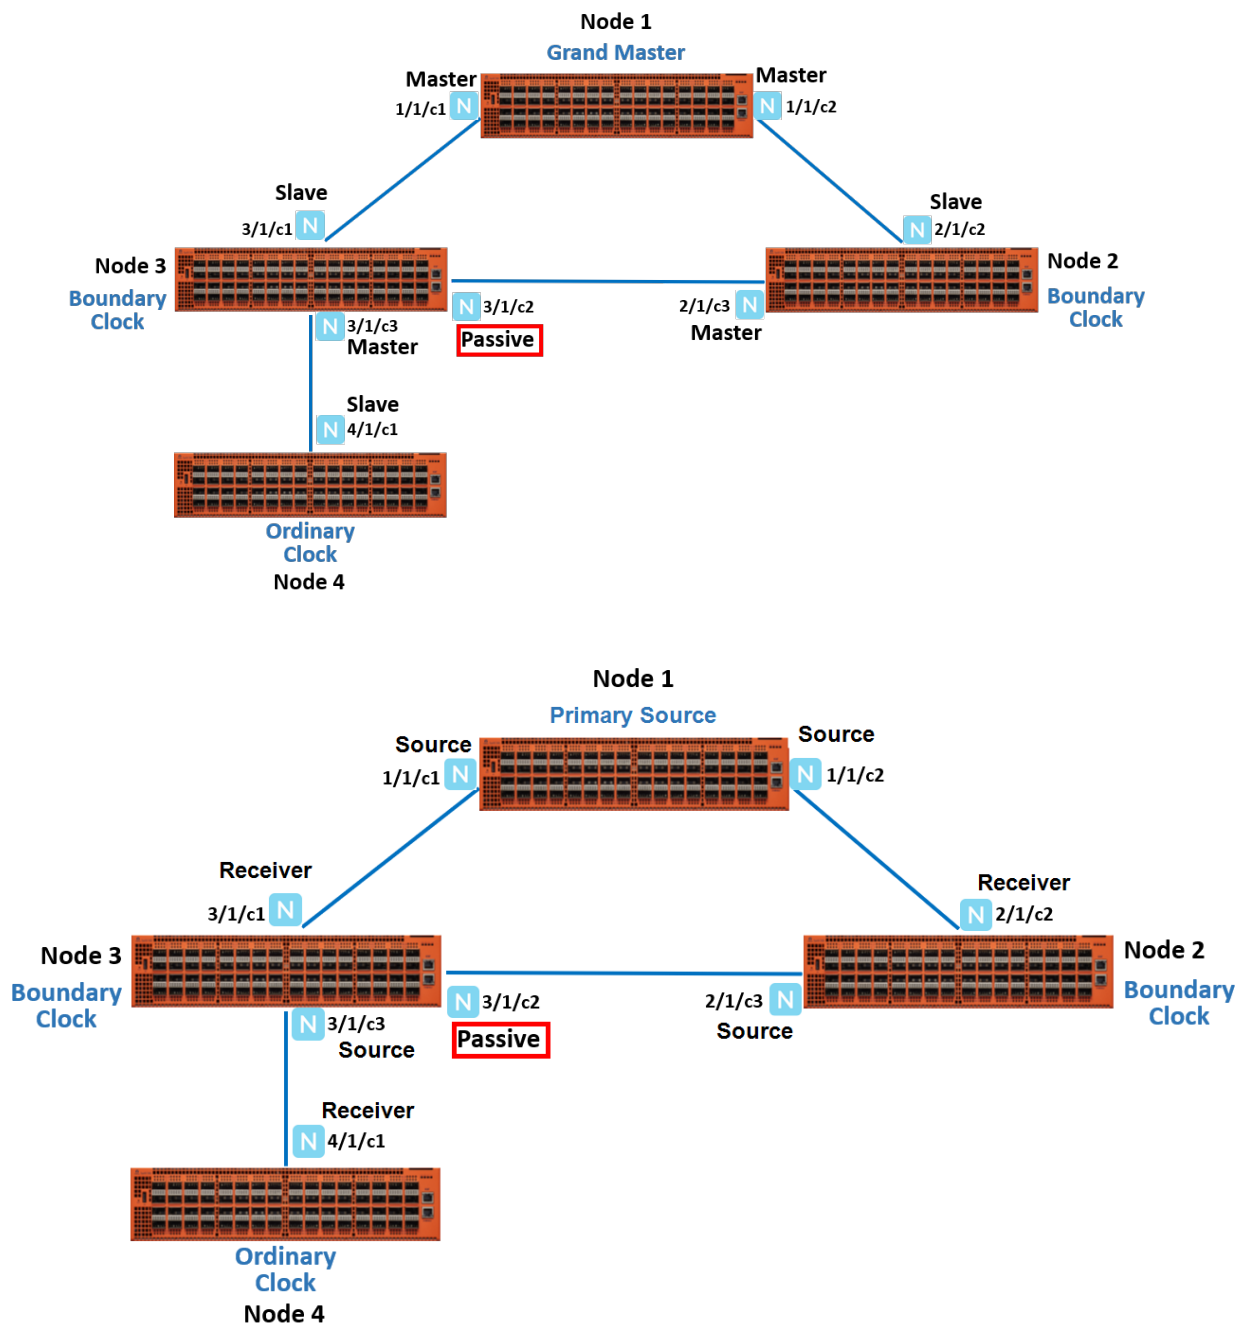 Node 1
Grand Master
Master
1/1/c1
N
Master
N
1/1/c2
Slave
3/1/c1
N
Slave
N
2/1/c2
Node 3
Boundary
Clock
Node 2
Boundary
Clock
N
3/1/c2
Passive
2/1/c3
N
Master
N
3/1/c3
Master
Slave
N
4/1/c1
Ordinary
Clock
Node 4
Node 1
Primary Source
Source
1/1/c1
N
Source
N
1/1/c2
Receiver
3/1/c1
N
Receiver
N
2/1/c2
Node 3
Boundary
Clock
Node 2
Boundary
Clock
N
3/1/c2
Passive
2/1/c3
N
Source
N
3/1/c3
Source
Receiver
N
4/1/c1
Ordinary
Clock
Node 4